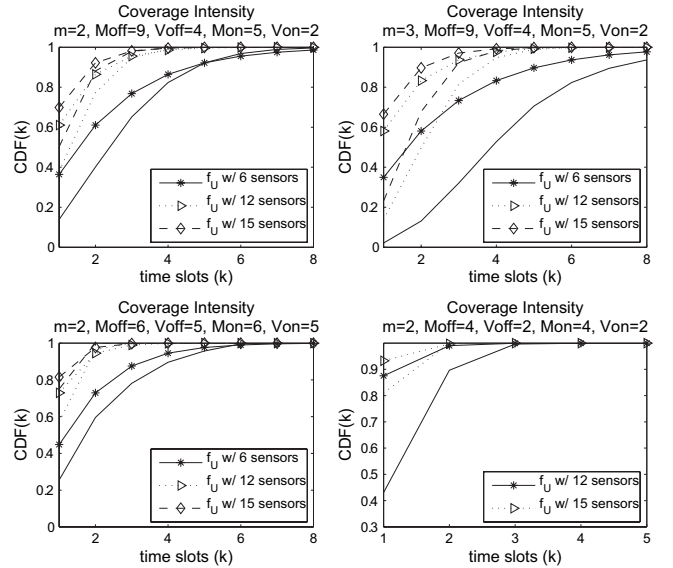 Coverage Intensity
m=2, Moff=9, Voff=4, Mon=5, Von=2
CDF(k)
1
0.8
0.6
0.4
0.2
0
f_U w/ 6 sensors
f_U w/ 12 sensors
f_U w/ 15 sensors
2 4 6 8
time slots (k)
Coverage Intensity
m=3, Moff=9, Voff=4, Mon=5, Von=2
CDF(k)
1
0.8
0.6
0.4
0.2
0
f_U w/ 6 sensors
f_U w/ 12 sensors
f_U w/ 15 sensors
2 4 6 8
time slots (k)
Coverage Intensity
m=2, Moff=6, Voff=5, Mon=6, Von=5
CDF(k)
1
0.8
0.6
0.4
0.2
0
f_U w/ 6 sensors
f_U w/ 12 sensors
f_U w/ 15 sensors
2 4 6 8
time slots (k)
Coverage Intensity
m=2, Moff=4, Voff=2, Mon=4, Von=2
CDF(k)
0.9
0.8
0.7
0.6
0.5
0.4
0.3
f_U w/ 12 sensors
f_U w/ 15 sensors
1 2 3 4 5
time slots (k)